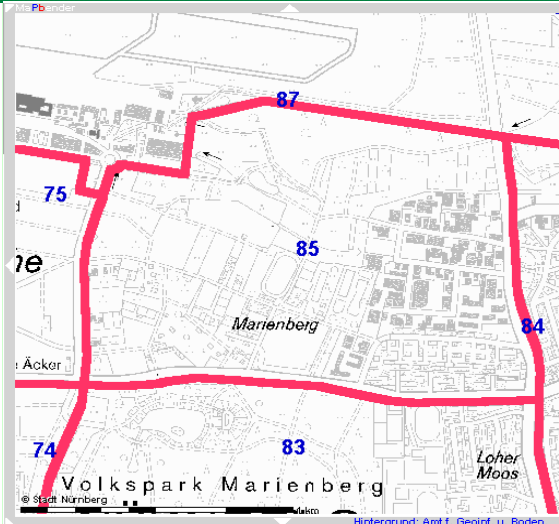 MaPbender
87
75
85
ne
Marienberg
84
e Äcker
74
83
Loher
Moos
Volkspark Marienberg
© Stadt Nürnberg
Hintergrund: Amt f. Geoinf. u. Boden